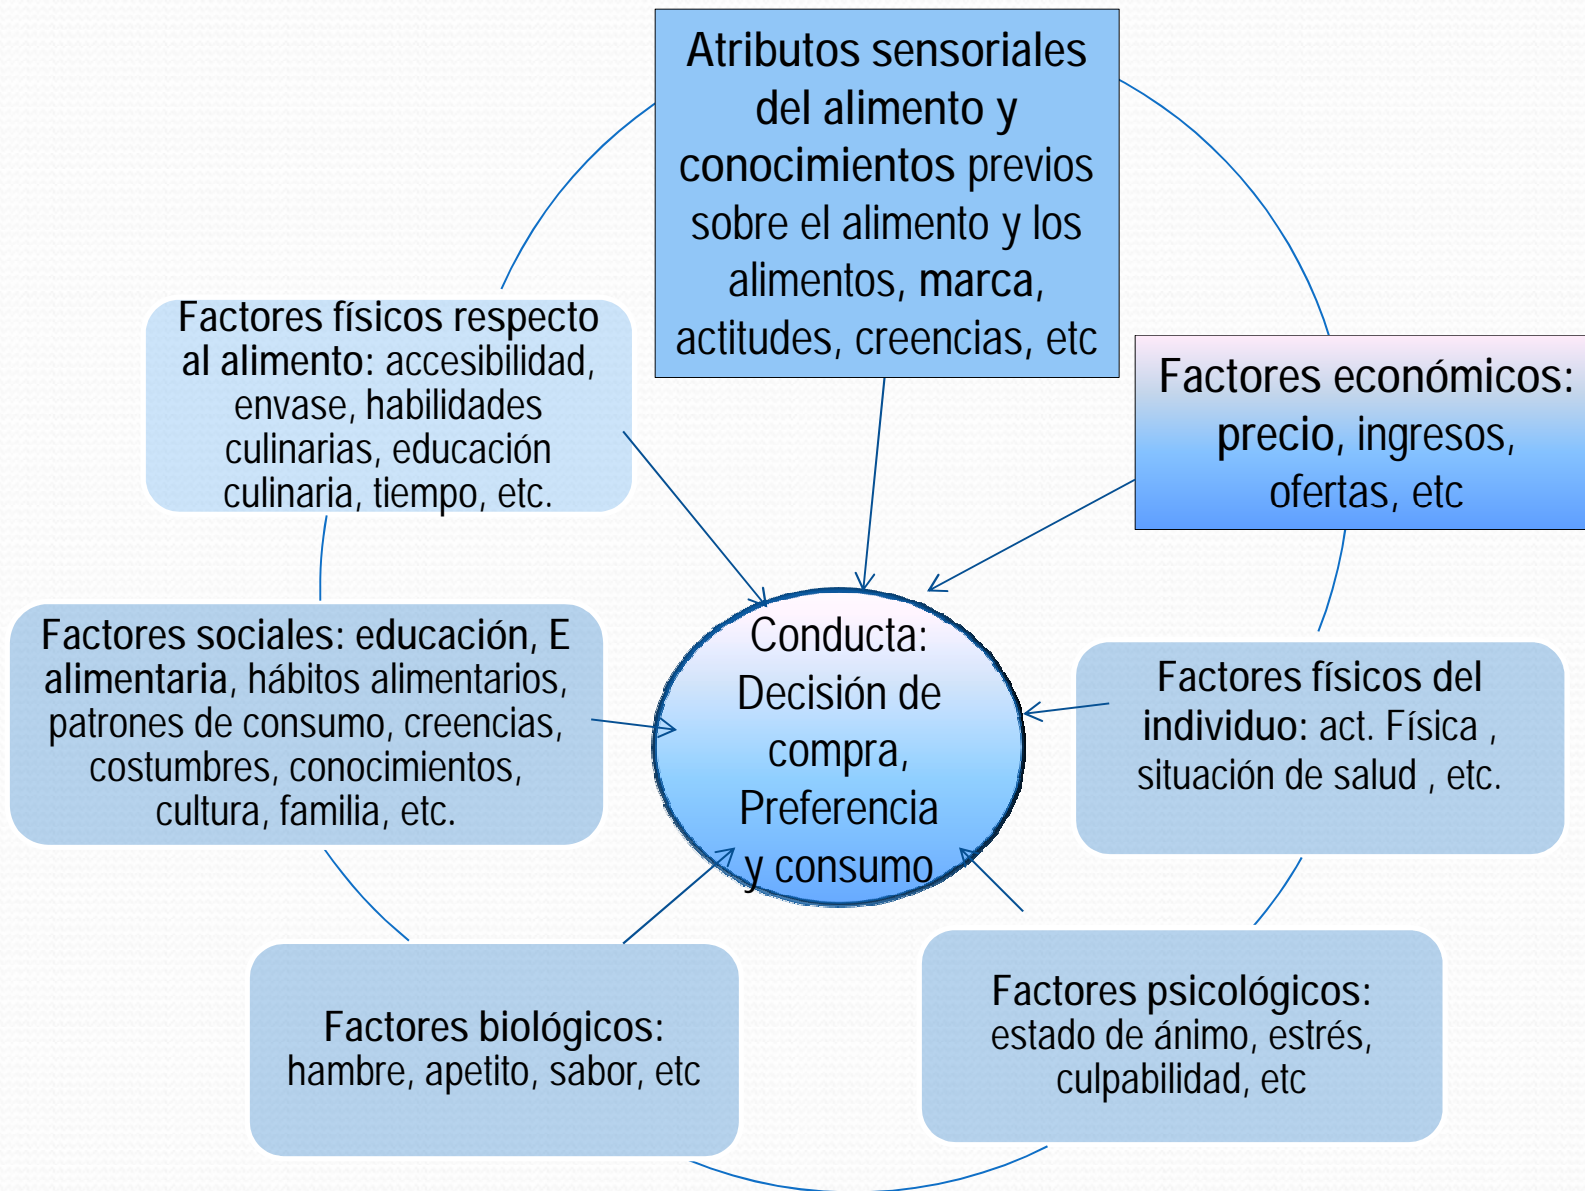 Atributos sensoriales
del alimento y
conocimientos previos
sobre el alimento y los
alimentos, marca,
actitudes, creencias, etc
Factores físicos respecto
al alimento: accesibilidad,
envase, habilidades
culinarias, educación
culinaria, tiempo, etc.
Factores económicos:
precio, ingresos,
ofertas, etc
Factores sociales: educación, E
alimentaria, hábitos alimentarios,
patrones de consumo, creencias,
costumbres, conocimientos,
cultura, familia, etc.
Conducta:
Decisión de
compra,
Preferencia
y consumo
Factores físicos del
individuo: act. Física ,
situación de salud , etc.
Factores biológicos:
hambre, apetito, sabor, etc
Factores psicológicos:
estado de ánimo, estrés,
culpabilidad, etc